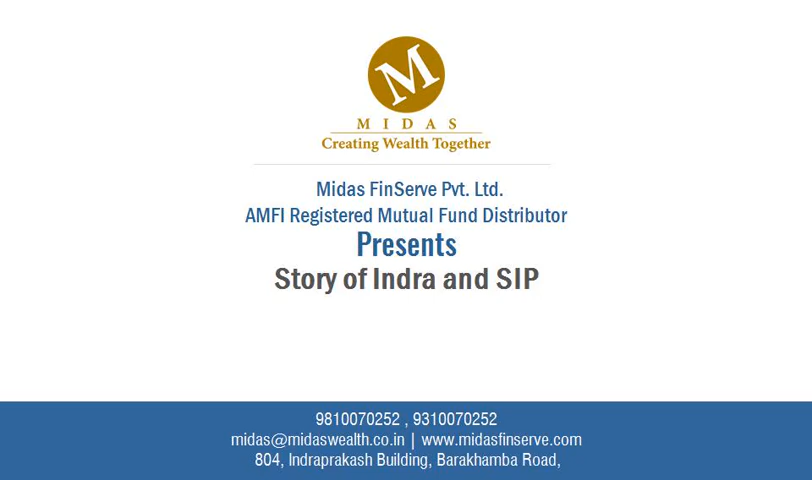 M
MIDAS
Creating Wealth Together
Midas FinServe Pvt. Ltd.
AMFI Registered Mutual Fund Distributor
Presents
Story of Indra and SIP
9810070252 , 9310070252
midas@midaswealth.co.in | www.midasfinserve.com
804, Indraprakash Building, Barakhamba Road,